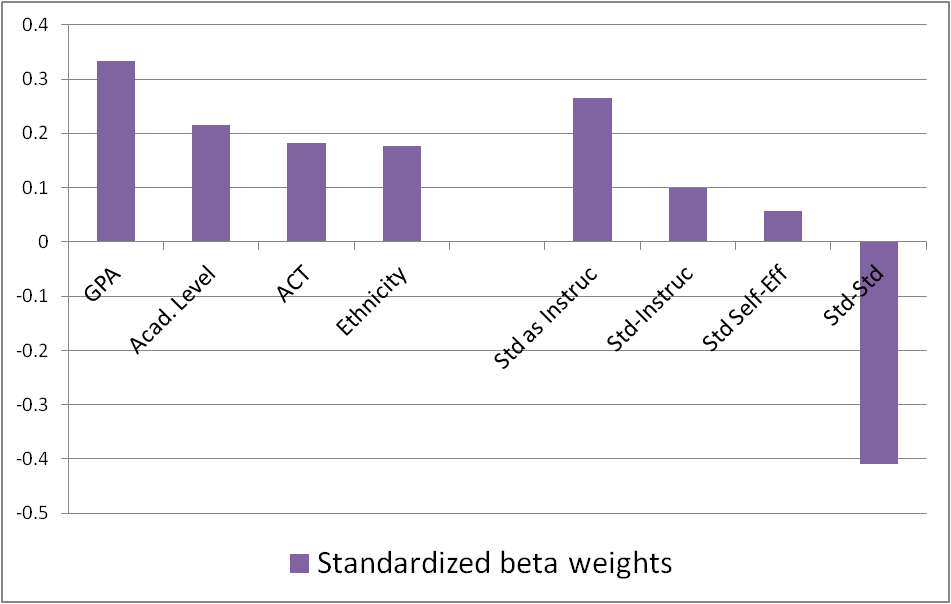 0.4
0.3
0.2
0.1
0
-0.1
-0.2
-0.3
-0.4
-0.5
GPA
Acad. Level
ACT
Ethnicity
Std as Instruc
Std-Instruc
Std Self-Eff
Std-Std
Standardized beta weights